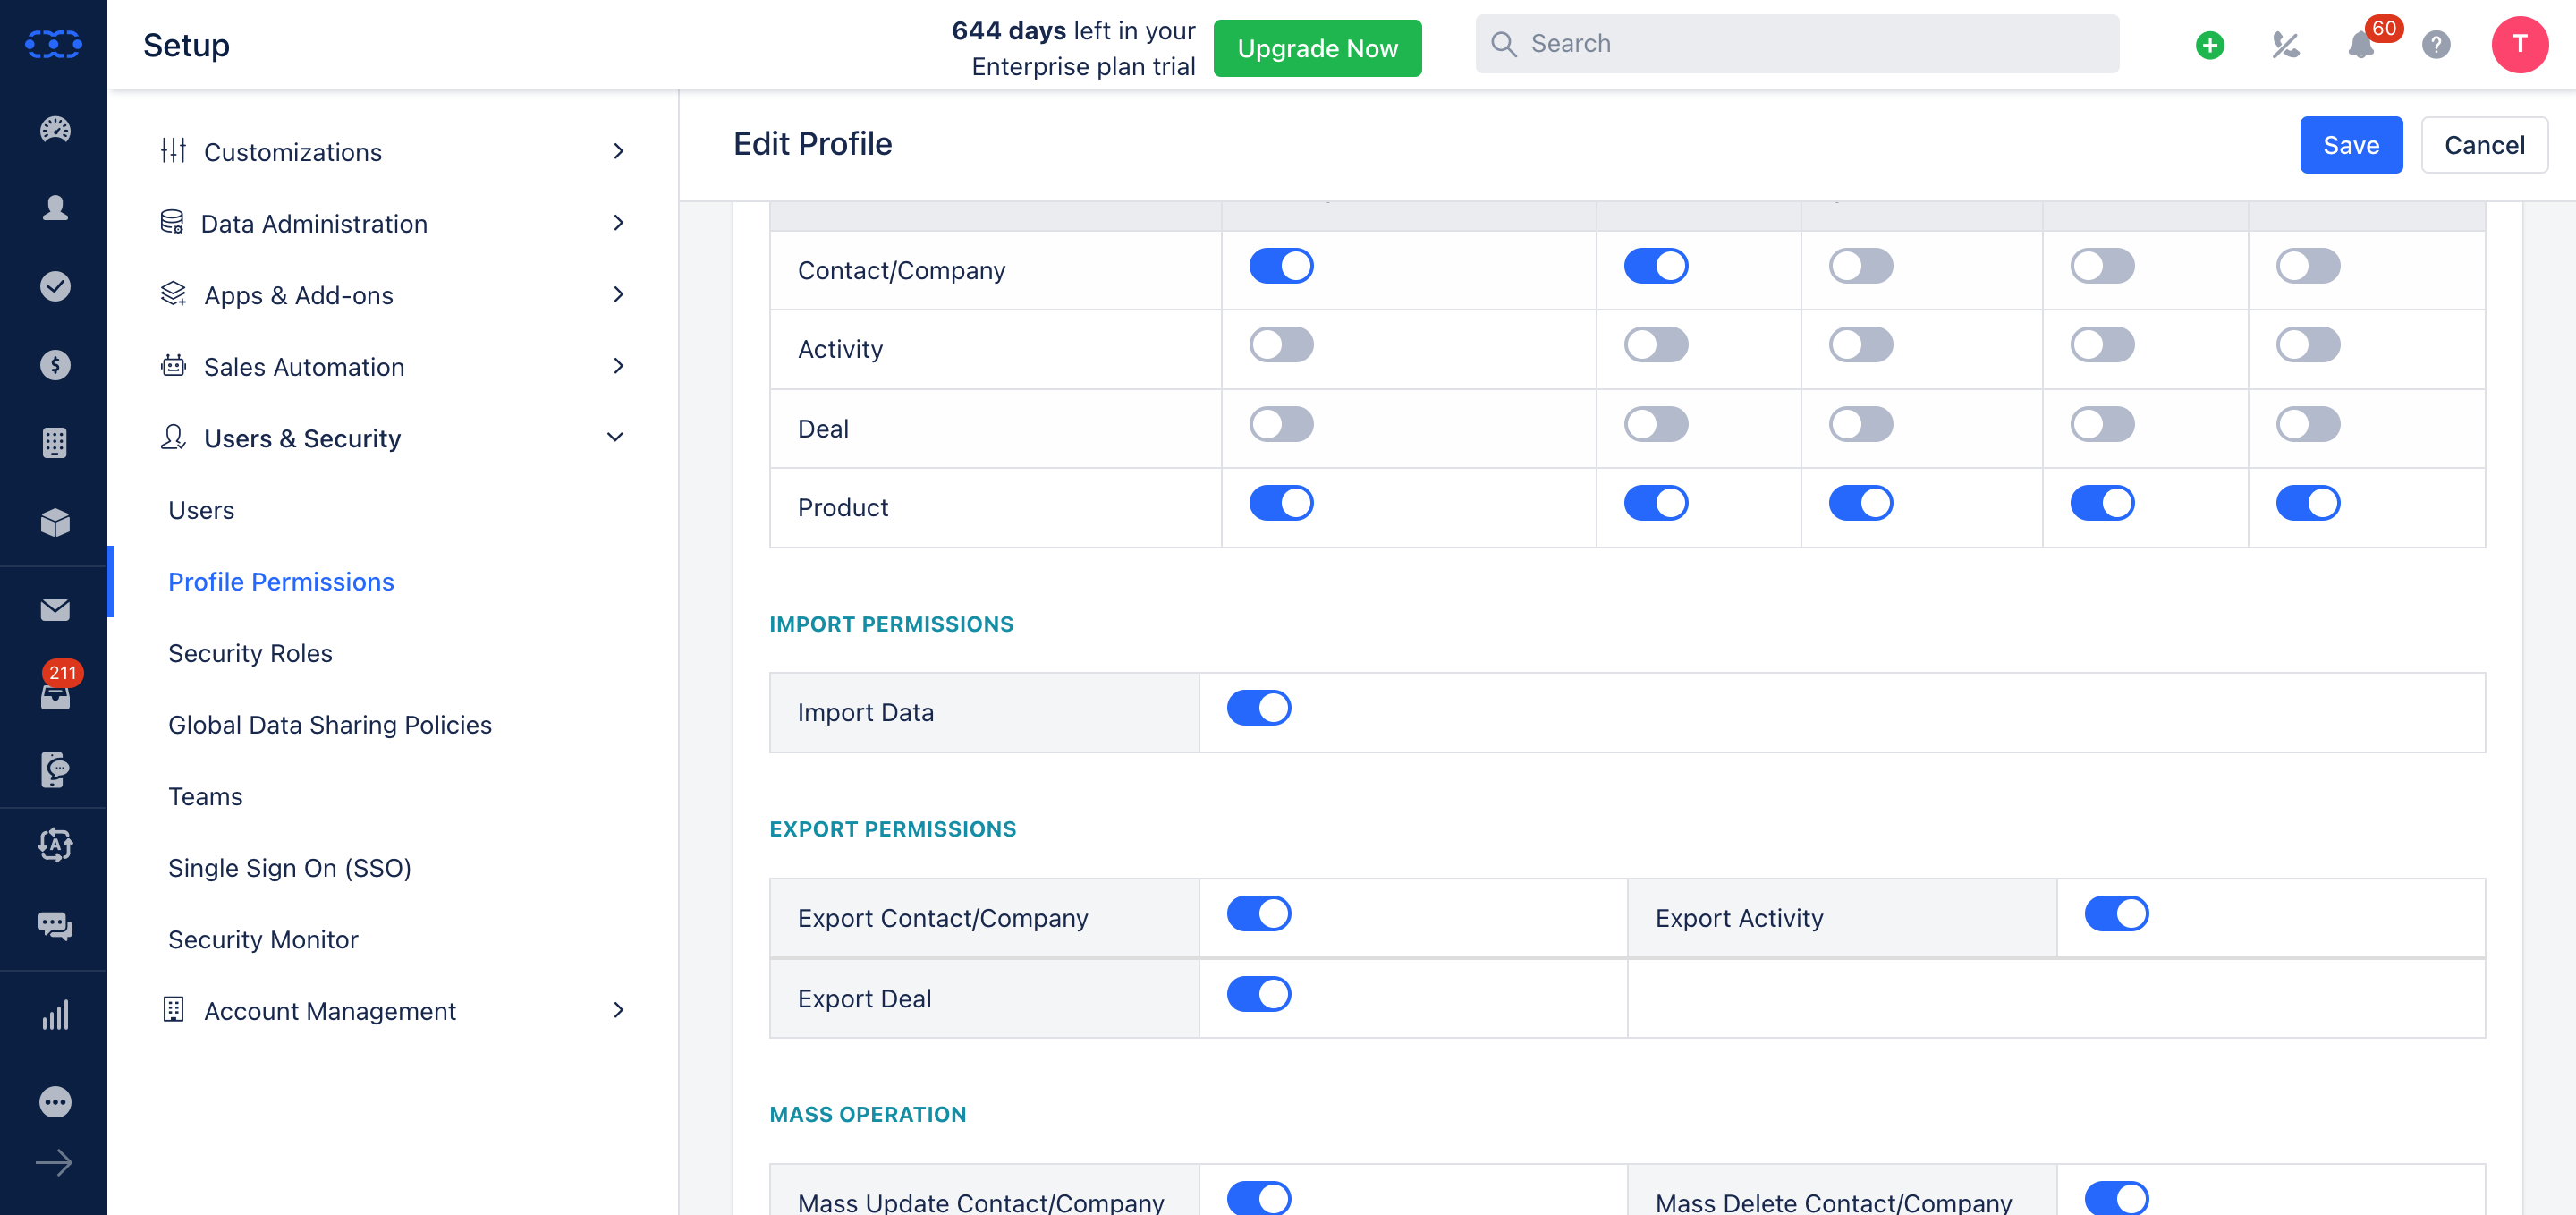 Setup
644 days left in your
Enterprise plan trial
Upgrade Now
Search
60
?
T
Customizations
Data Administration
Apps & Add-ons
Sales Automation
Users & Security
Users
Profile Permissions
Security Roles
211
Global Data Sharing Policies
Teams
A
Single Sign On (SSO)
Security Monitor
Account Management
Edit Profile
Save
Cancel
Contact/Company
Activity
Deal
Product
IMPORT PERMISSIONS
Import Data
EXPORT PERMISSIONS
Export Contact/Company
Export Activity
Export Deal
MASS OPERATION
Mass Update Contact/Company
Mass Delete Contact/Company